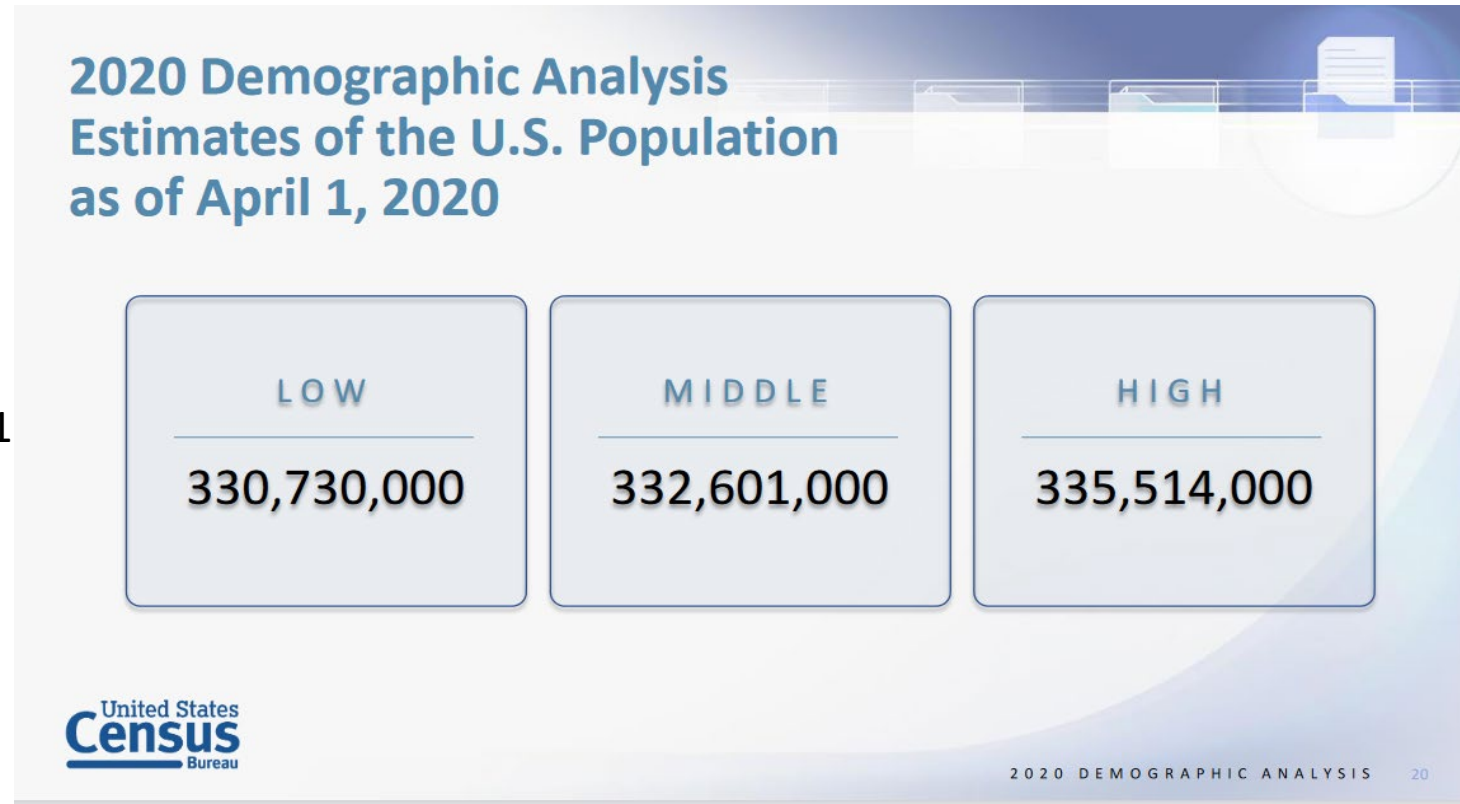 2020 Demographic Analysis
Estimates of the U.S. Population
as of April 1, 2020
LOW
MIDDLE
HIGH
1
330,730,000
332,601,000
335,514,000
United States
Census
Bureau
2020 DEMOGRAPHIC ANALYSIS 20